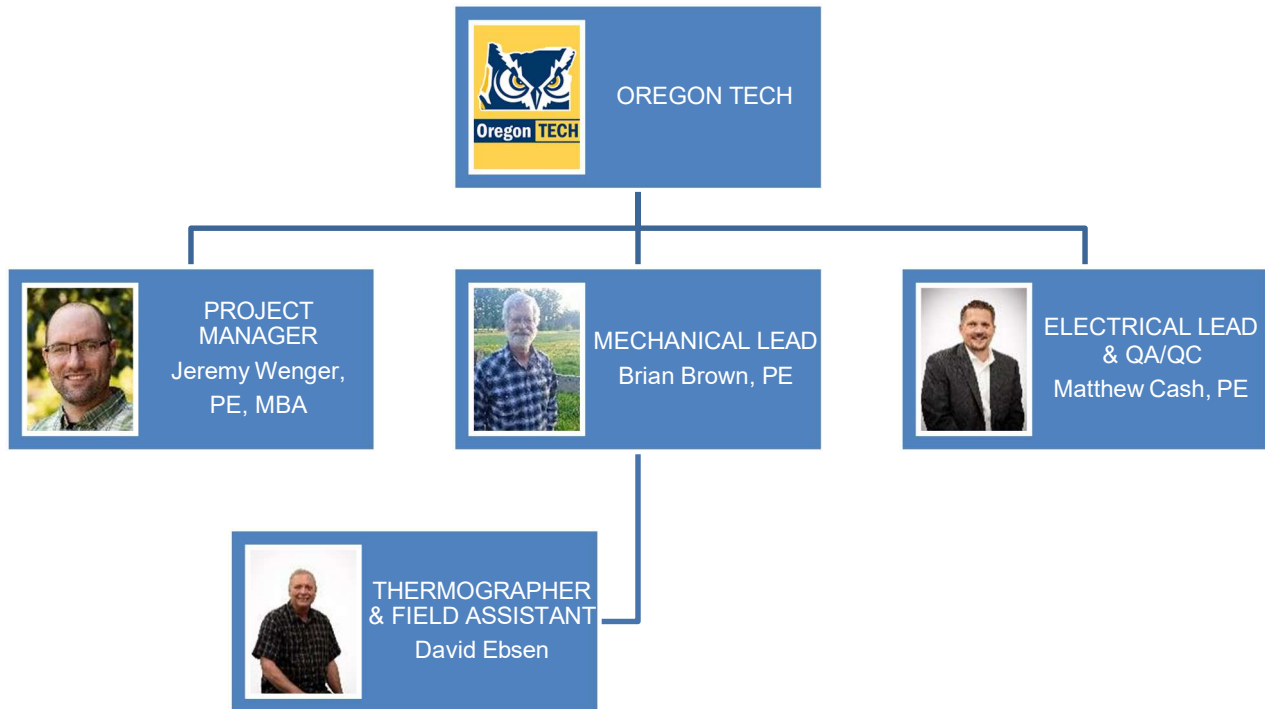 Oregon TECH
OREGON TECH
PROJECT
MANAGER
Jeremy Wenger,
PE, MBA
MECHANICAL LEAD
Brian Brown, PE
ELECTRICAL LEAD
& QA/QC
Matthew Cash, PE
THERMOGRAPHER
& FIELD ASSISTANT
David Ebsen